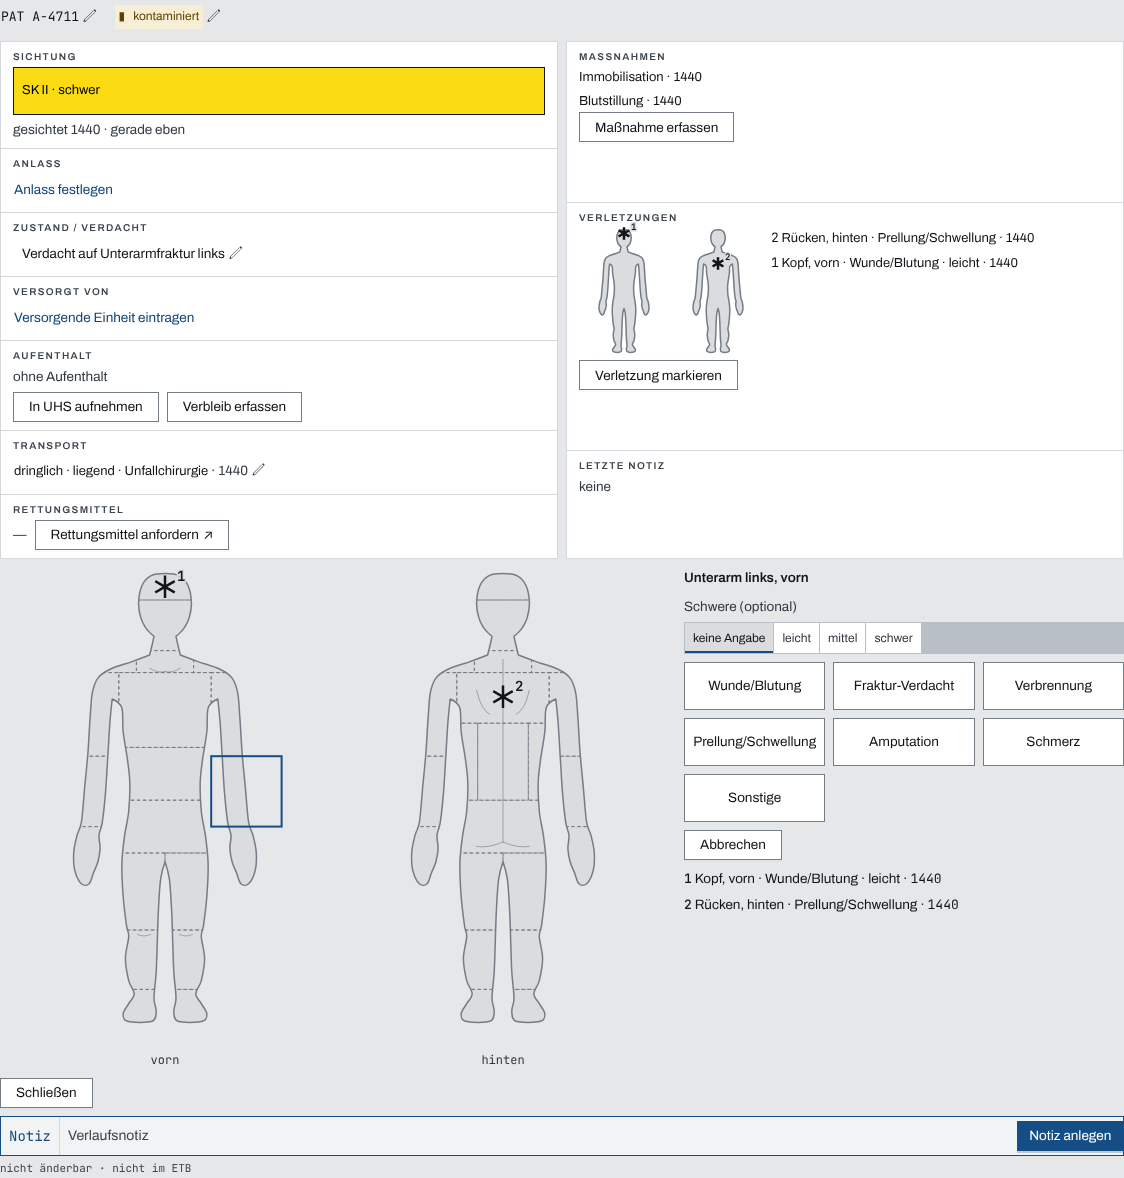 PAT A-4711
kontaminiert
SICHTUNG
SK II · schwer
gesichtet 1440 · gerade eben
ANLASS
Anlass festlegen
ZUSTAND / VERDACHT
Verdacht auf Unterarmfraktur links
VERSORGT VON
Versorgende Einheit eintragen
AUFENTHALT
ohne Aufenthalt
In UHS aufnehmen
Verbleib erfassen
TRANSPORT
dringlich · liegend · Unfallchirurgie · 1440
RETTUNGSMITTEL
— Rettungsmittel anfordern ↗
MASSNAHMEN
Immobilisation · 1440
Blutstillung · 1440
Maßnahme erfassen
VERLETZUNGEN
1
2
2 Rücken, hinten · Prellung/Schwellung · 1440
1 Kopf, vorn · Wunde/Blutung · leicht · 1440
Verletzung markieren
LETZTE NOTIZ
keine
1
2
vorn
hinten
Unterarm links, vorn
Schwere (optional)
keine Angabe
leicht
mittel
schwer
Wunde/Blutung
Fraktur-Verdacht
Verbrennung
Prellung/Schwellung
Amputation
Schmerz
Sonstige
Abbrechen
1 Kopf, vorn · Wunde/Blutung · leicht · 1440
2 Rücken, hinten · Prellung/Schwellung · 1440
Schließen
Notiz
Verlaufsnotiz
Notiz anlegen
nicht änderbar · nicht im ETB